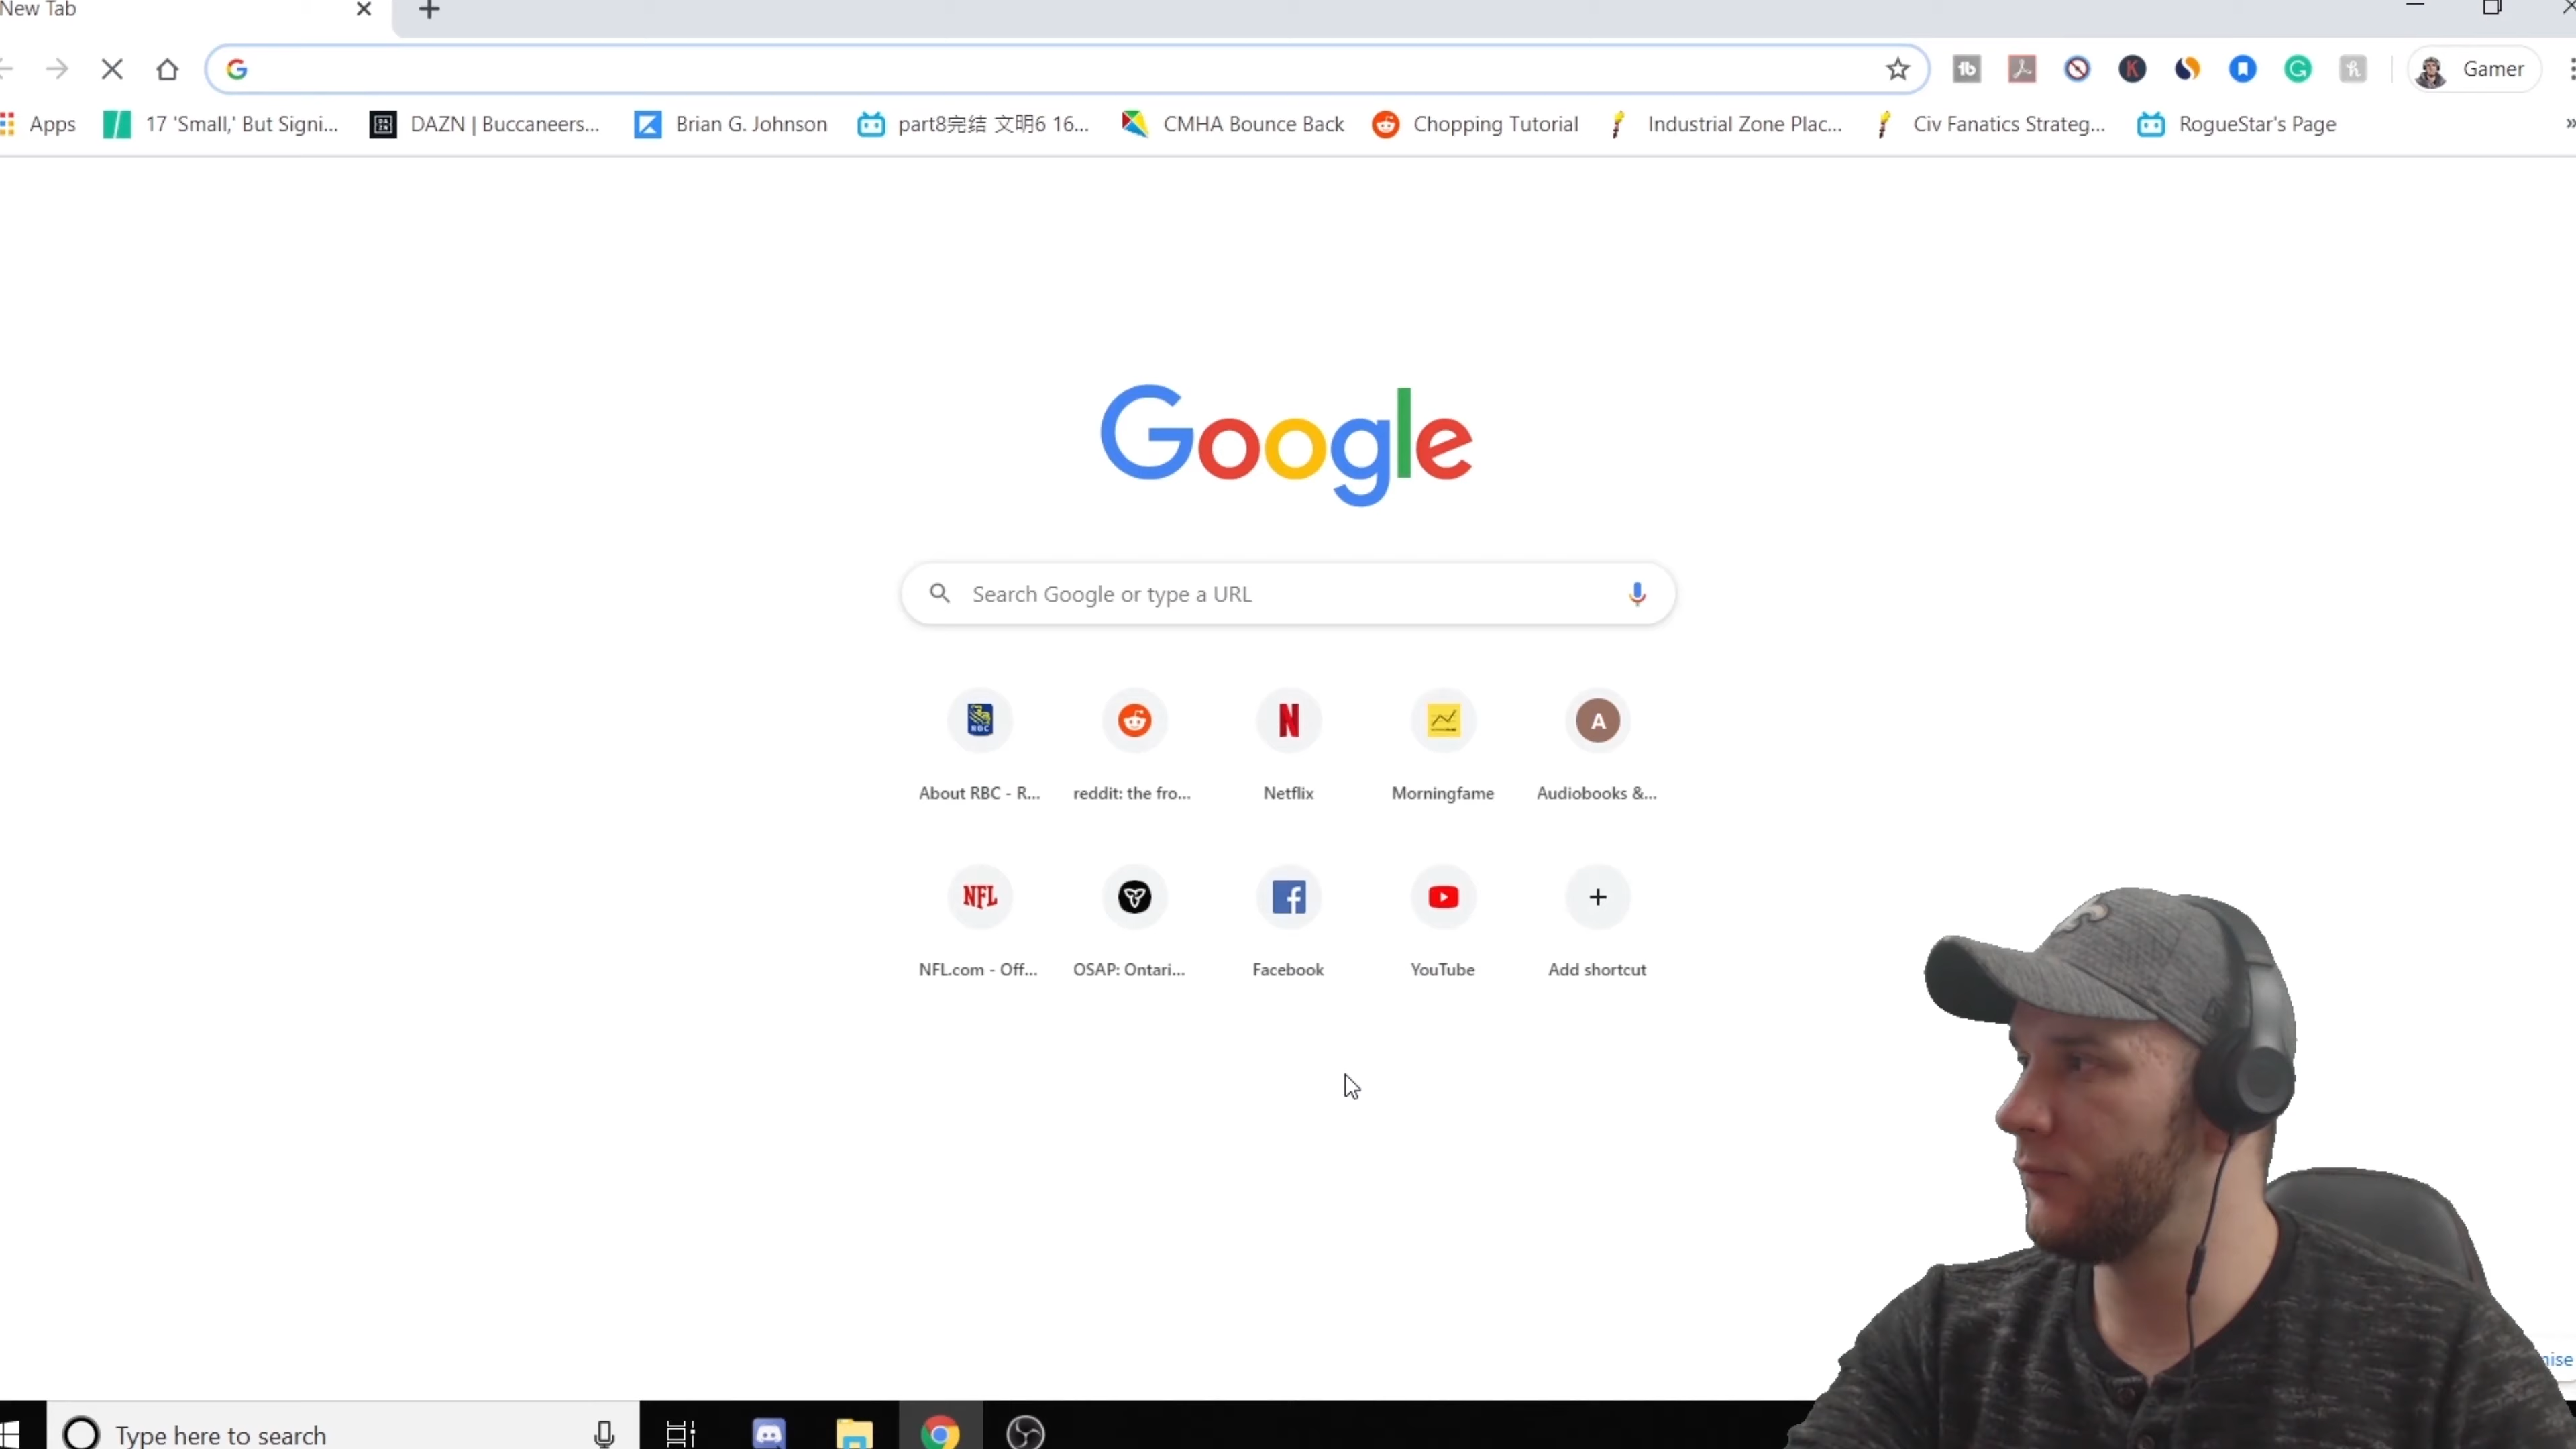 New Tab
Gamer
Apps
17 'Small,' But Signi...
DAZN | Buccaneers...
Brian G. Johnson
part8完结 文明6 16...
CMHA Bounce Back
Chopping Tutorial
Industrial Zone Plac...
Civ Fanatics Strateg...
RogueStar's Page
Google
Search Google or type a URL
RBC
A
About RBC - R...
reddit: the fro...
Netflix
Morningfame
Audiobooks &...
NFL
NFL.com - Off...
OSAP: Ontari...
Facebook
YouTube
Add shortcut
Type here to search